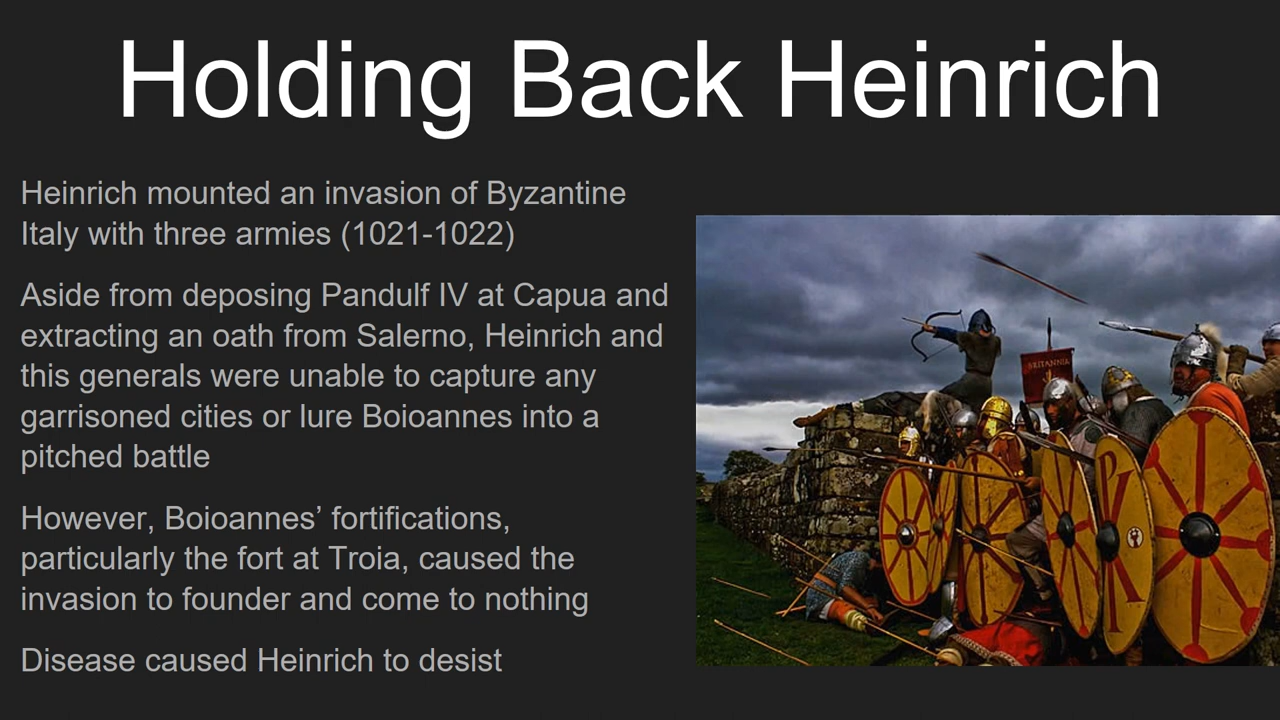 Holding Back Heinrich
Heinrich mounted an invasion of Byzantine
Italy with three armies (1021-1022)
Aside from deposing Pandulf IV at Capua and
extracting an oath from Salerno, Heinrich and
this generals were unable to capture any
garrisoned cities or lure Boioannes into a
pitched battle
However, Boioannes’ fortifications,
particularly the fort at Troia, caused the
invasion to founder and come to nothing
Disease caused Heinrich to desist
BRITANNIA